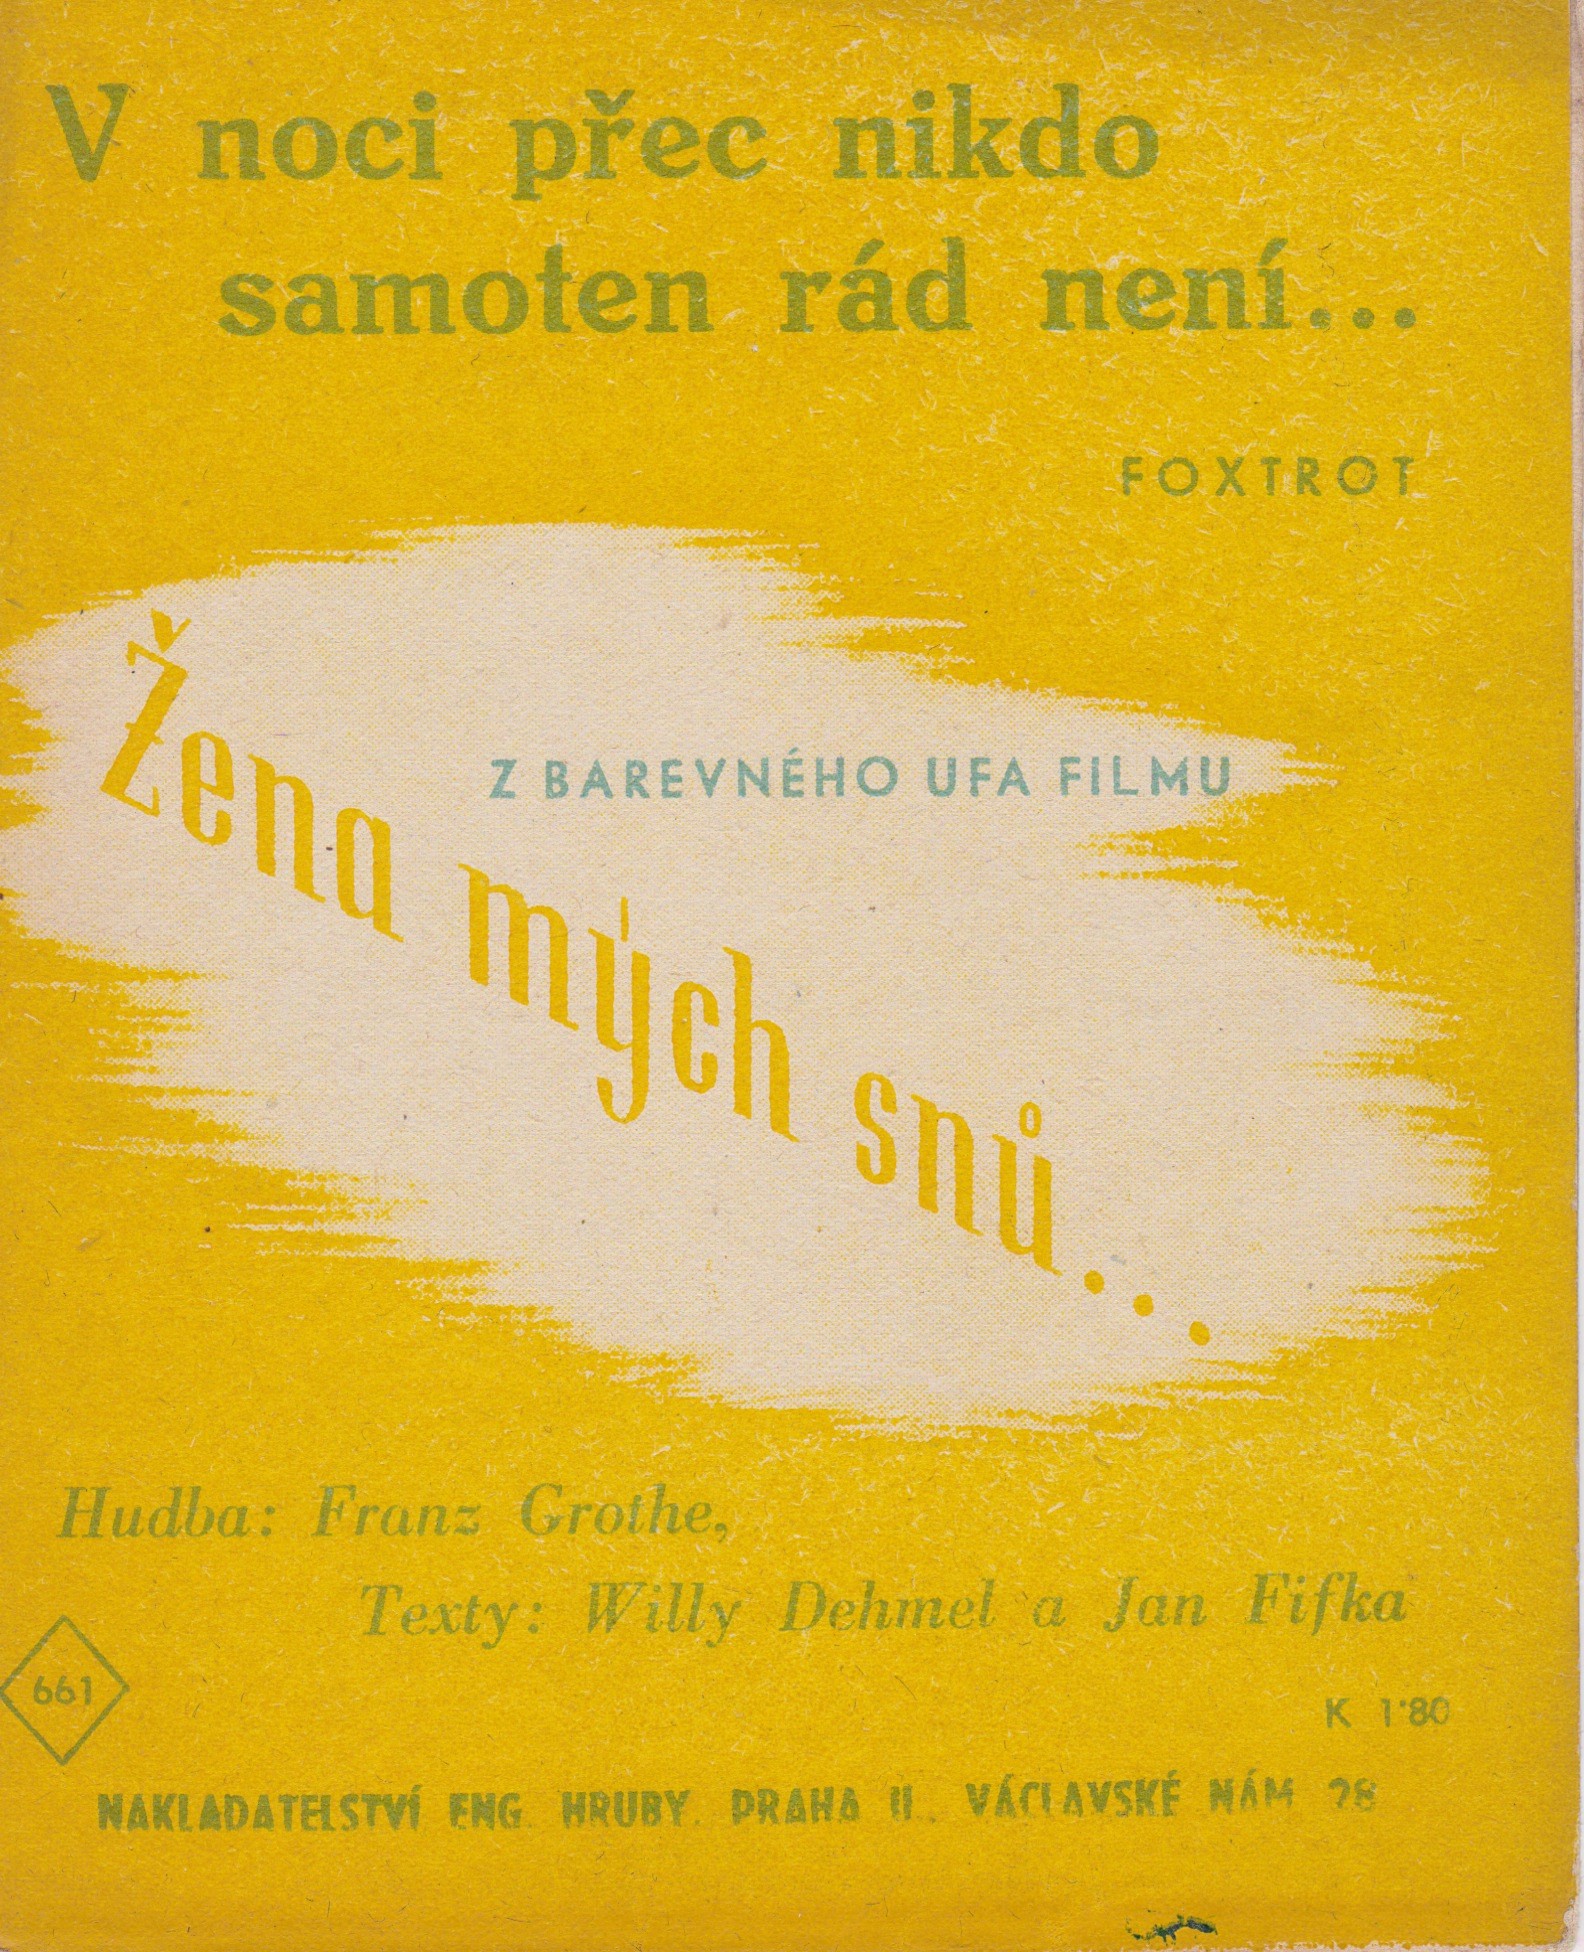 V noci přec nikdo
samoten rád není...
FOXTROT
Z BAREVNÉHO UFA FILMU
Žena mých snů...
Hudba: Franz Grothe,
Texty: Willy Dehmel a Jan Fifka
661
K 1·80
NAKLADATELSTVÍ ENG. HRUBY, PRAHA II., VÁCLAVSKÉ NÁM 28